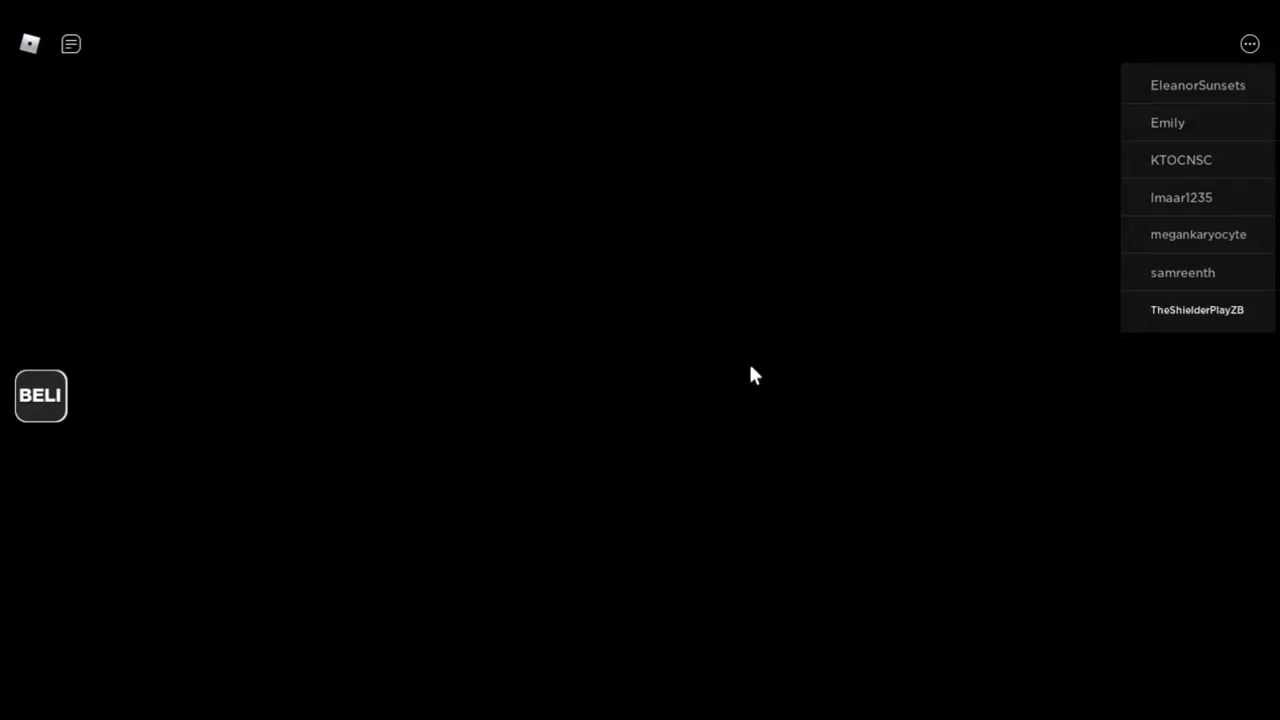 EleanorSunsets
Emily
KTOCNSC
lmaar1235
megankaryocyte
samreenth
TheShielderPlayZB
BELI